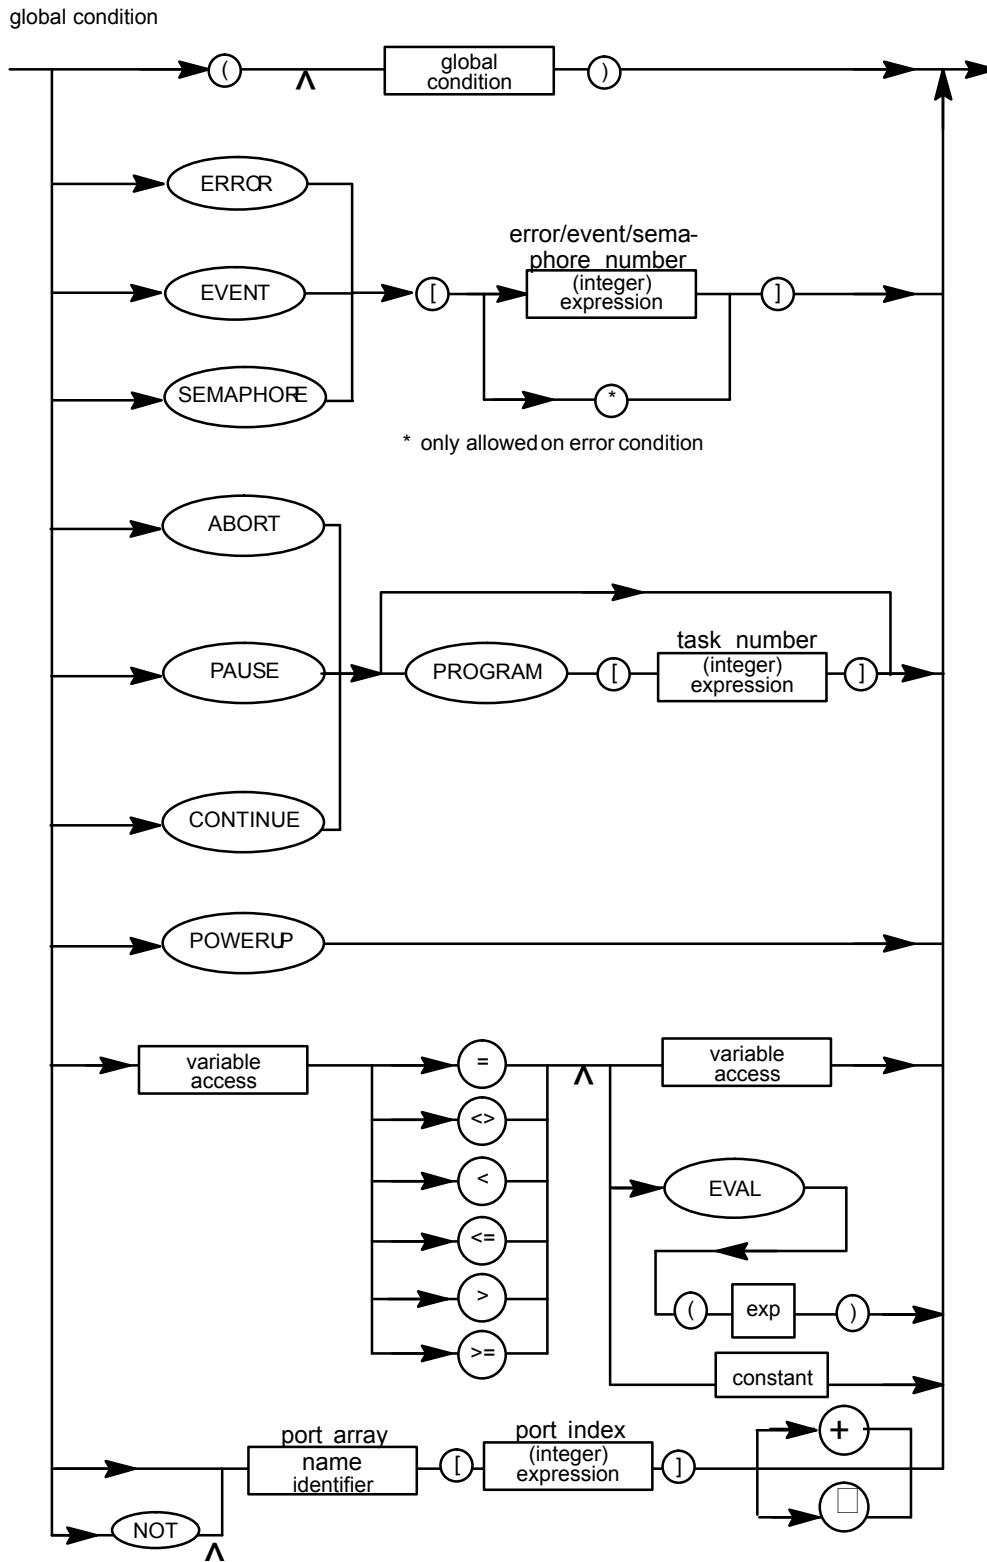 global condition
(
global
condition
)
ERROR
EVENT
SEMAPHORE
[
error/event/sema-
phore number
(integer)
expression
]
*
* only allowed on error condition
ABORT
PAUSE
CONTINUE
PROGRAM
[
task number
(integer)
expression
]
POWERUP
variable
access
=
<>
<
<=
>
>=
variable
access
EVAL
(
exp
)
constant
NOT
port array
name
identifier
[
port index
(integer)
expression
]
+